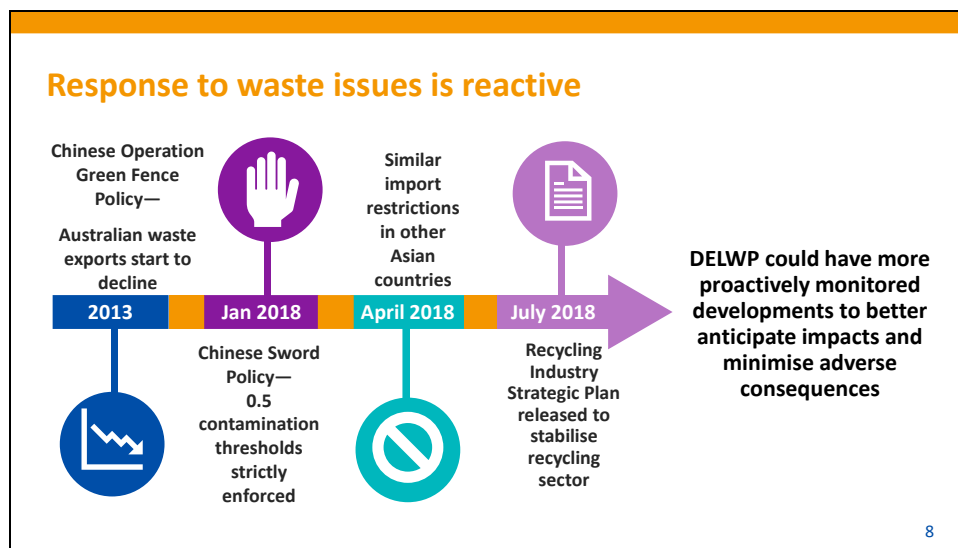 Response to waste issues is reactive
Chinese Operation
Green Fence
Policy—
Australian waste
exports start to
decline
2013
Jan 2018
Chinese Sword
Policy—
0.5
contamination
thresholds
strictly
enforced
Similar
import
restrictions
in other
Asian
countries
April 2018
July 2018
Recycling
Industry
Strategic Plan
released to
stabilise
recycling
sector
DELWP could have more
proactively monitored
developments to better
anticipate impacts and
minimise adverse
consequences
8